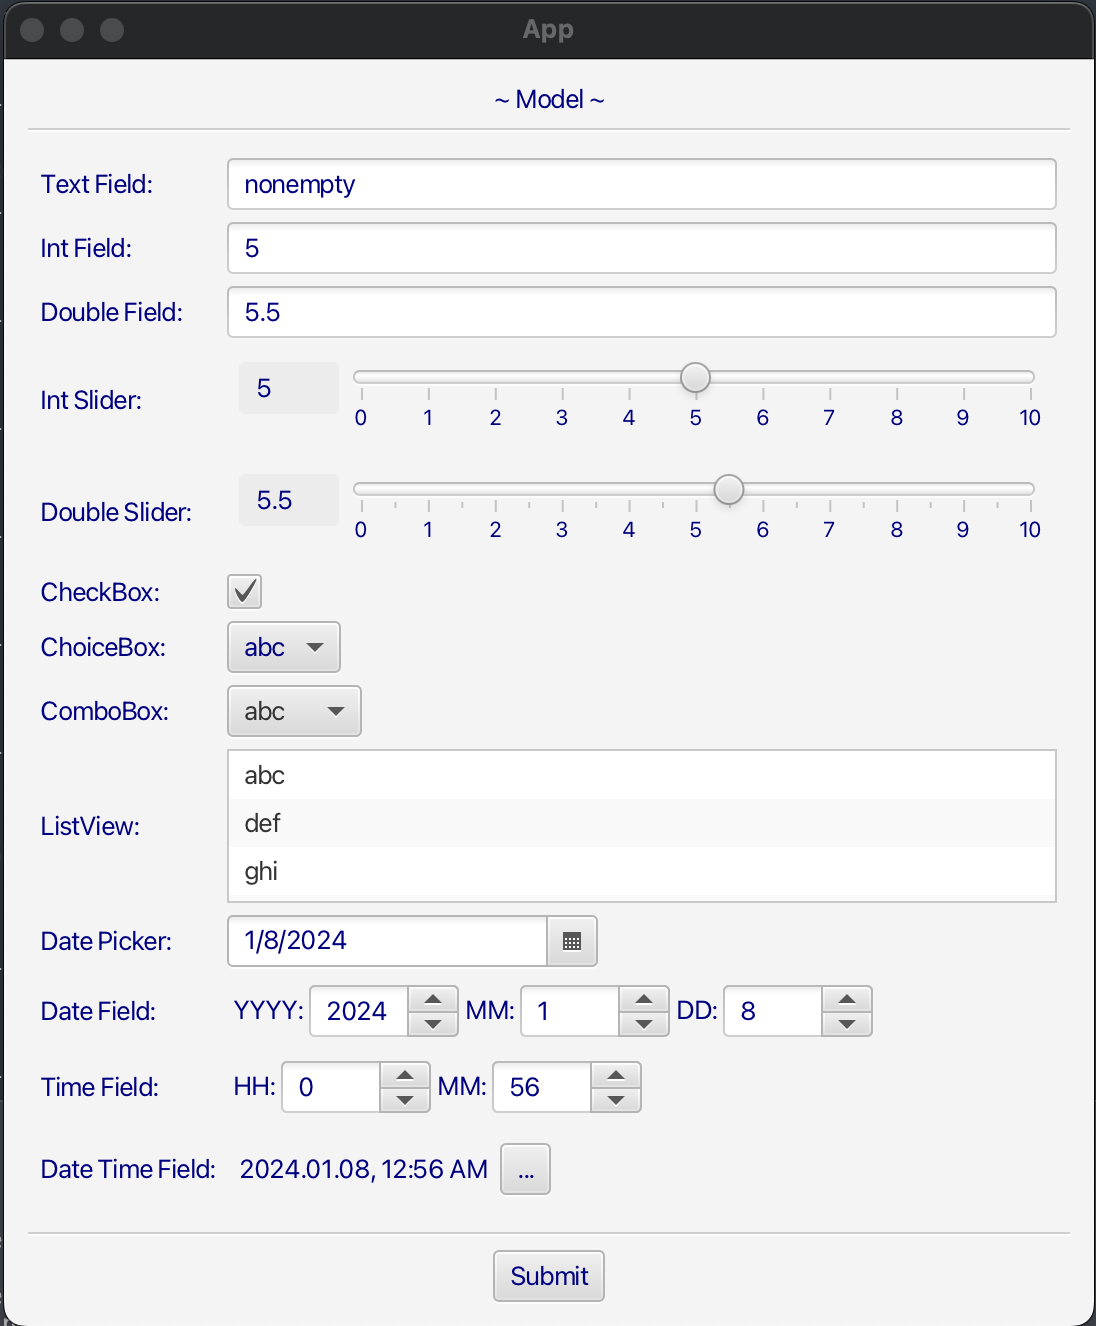 App
~ Model ~
Text Field: nonempty
Int Field: 5
Double Field: 5.5
Int Slider: 5
0 1 2 3 4 5 6 7 8 9 10
Double Slider: 5.5
0 1 2 3 4 5 6 7 8 9 10
CheckBox:
ChoiceBox: abc
ComboBox: abc
ListView:
abc
def
ghi
Date Picker: 1/8/2024
Date Field: YYYY: 2024 MM: 1 DD: 8
Time Field: HH: 0 MM: 56
Date Time Field: 2024.01.08, 12:56 AM ...
Submit